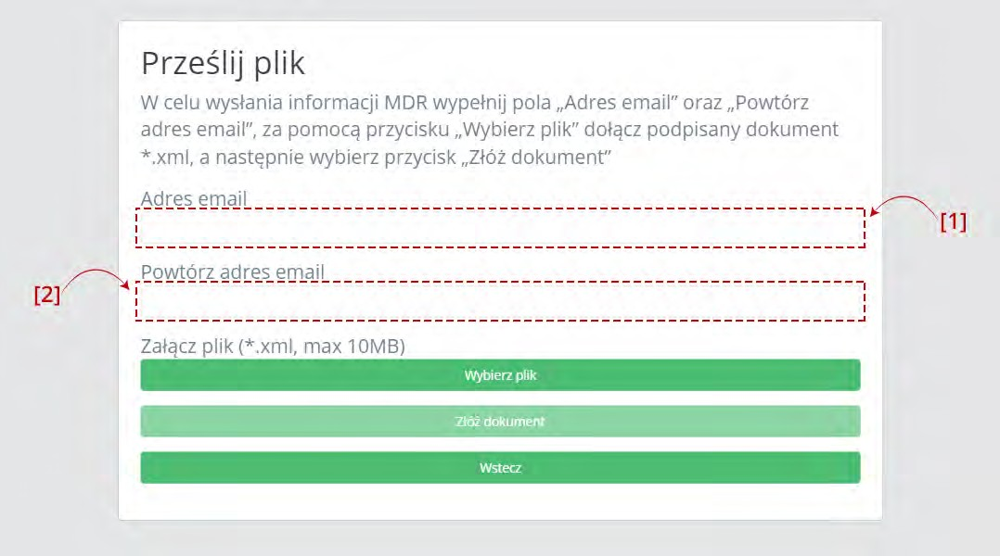 Prześlij plik
W celu wysłania informacji MDR wypełnij pola „Adres email” oraz „Powtórz
adres email”, za pomocą przycisku „Wybierz plik” dołącz podpisany dokument
*.xml, a następnie wybierz przycisk „Złóż dokument”
Adres email
[1]
Powtórz adres email
[2]
Załącz plik (*.xml, max 10MB)
Wybierz plik
Złóż dokument
Wstecz